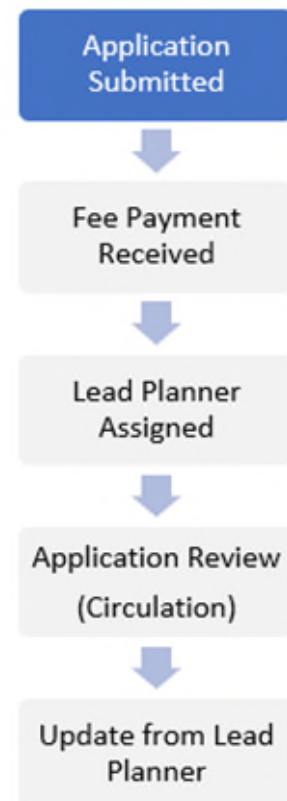 Application
Submitted
Fee Payment
Received
Lead Planner
Assigned
Application Review
(Circulation)
Update from Lead
Planner